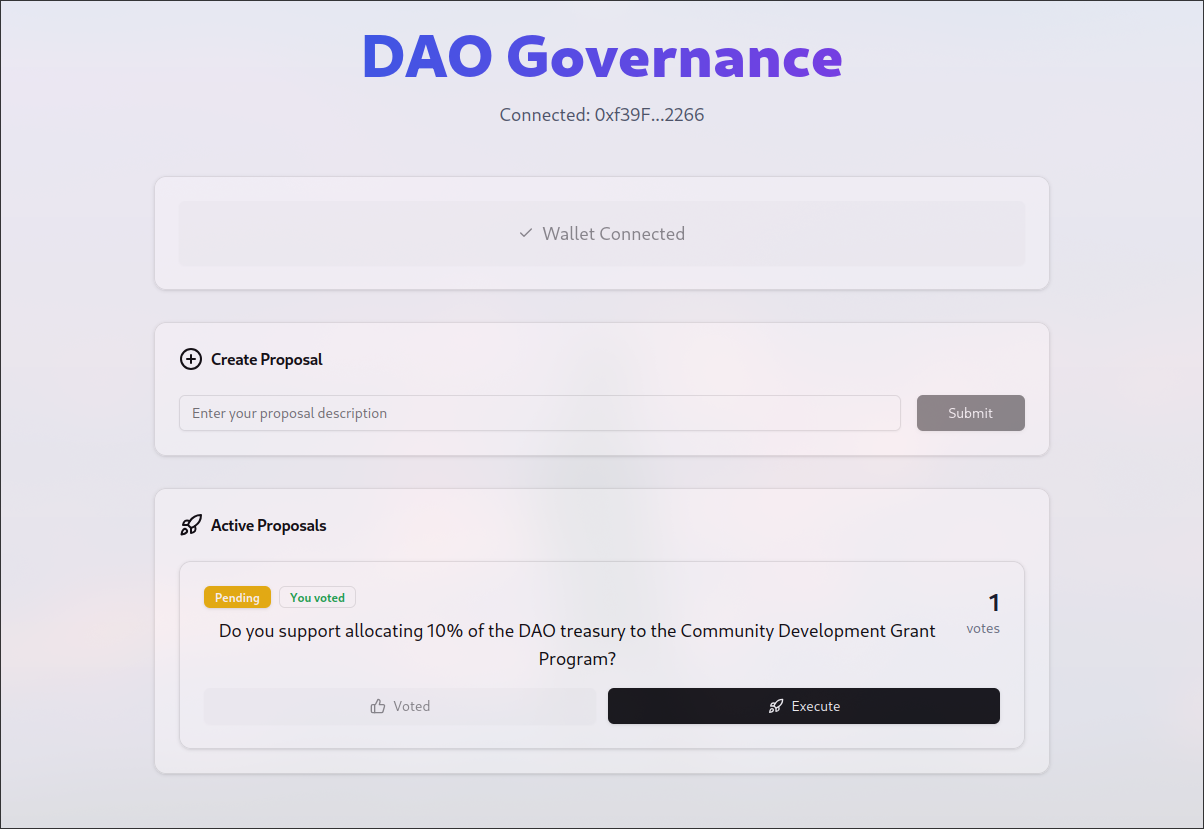 DAO Governance
Connected: 0xf39F...2266
Wallet Connected
Create Proposal
Enter your proposal description
Submit
Active Proposals
Pending
You voted
1
votes
Do you support allocating 10% of the DAO treasury to the Community Development Grant
Program?
Voted
Execute